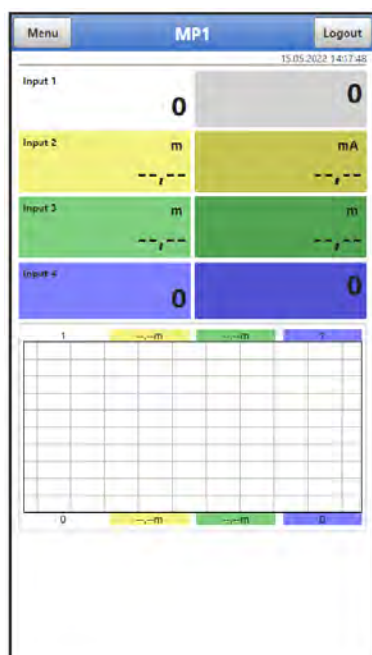 Menu MP1 Logout
15.05.2022 14:17:48
Input 1
0 0
Input 2 m mA
--,-- --,--
Input 3 m m
--,-- --,--
Input 4
0 0
1 --,--m --,--m 1
0 --,--m --,--m 0